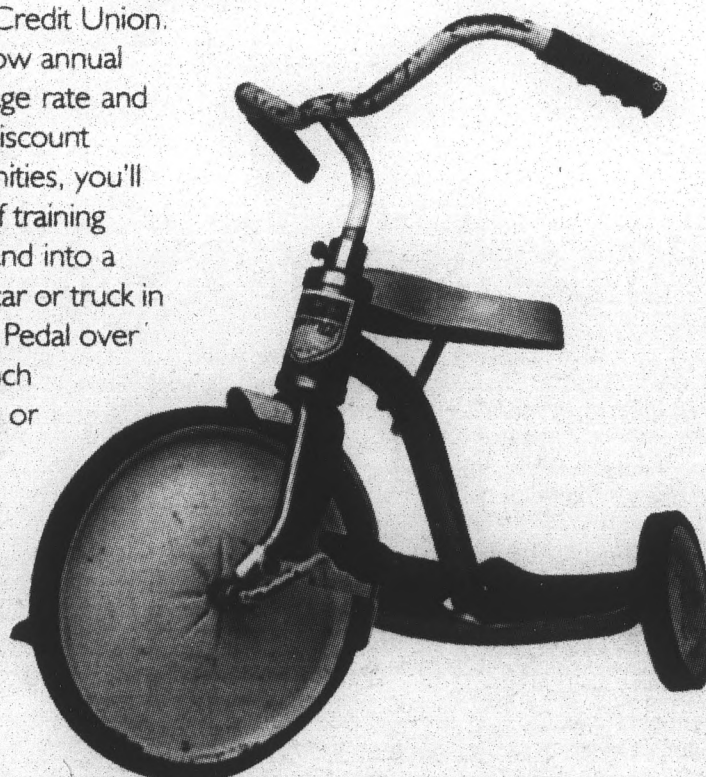 Credit Union.
ow annual
ge rate and
iscount
nities, you'll
f training
nd into a
car or truck in
Pedal over
ch
or